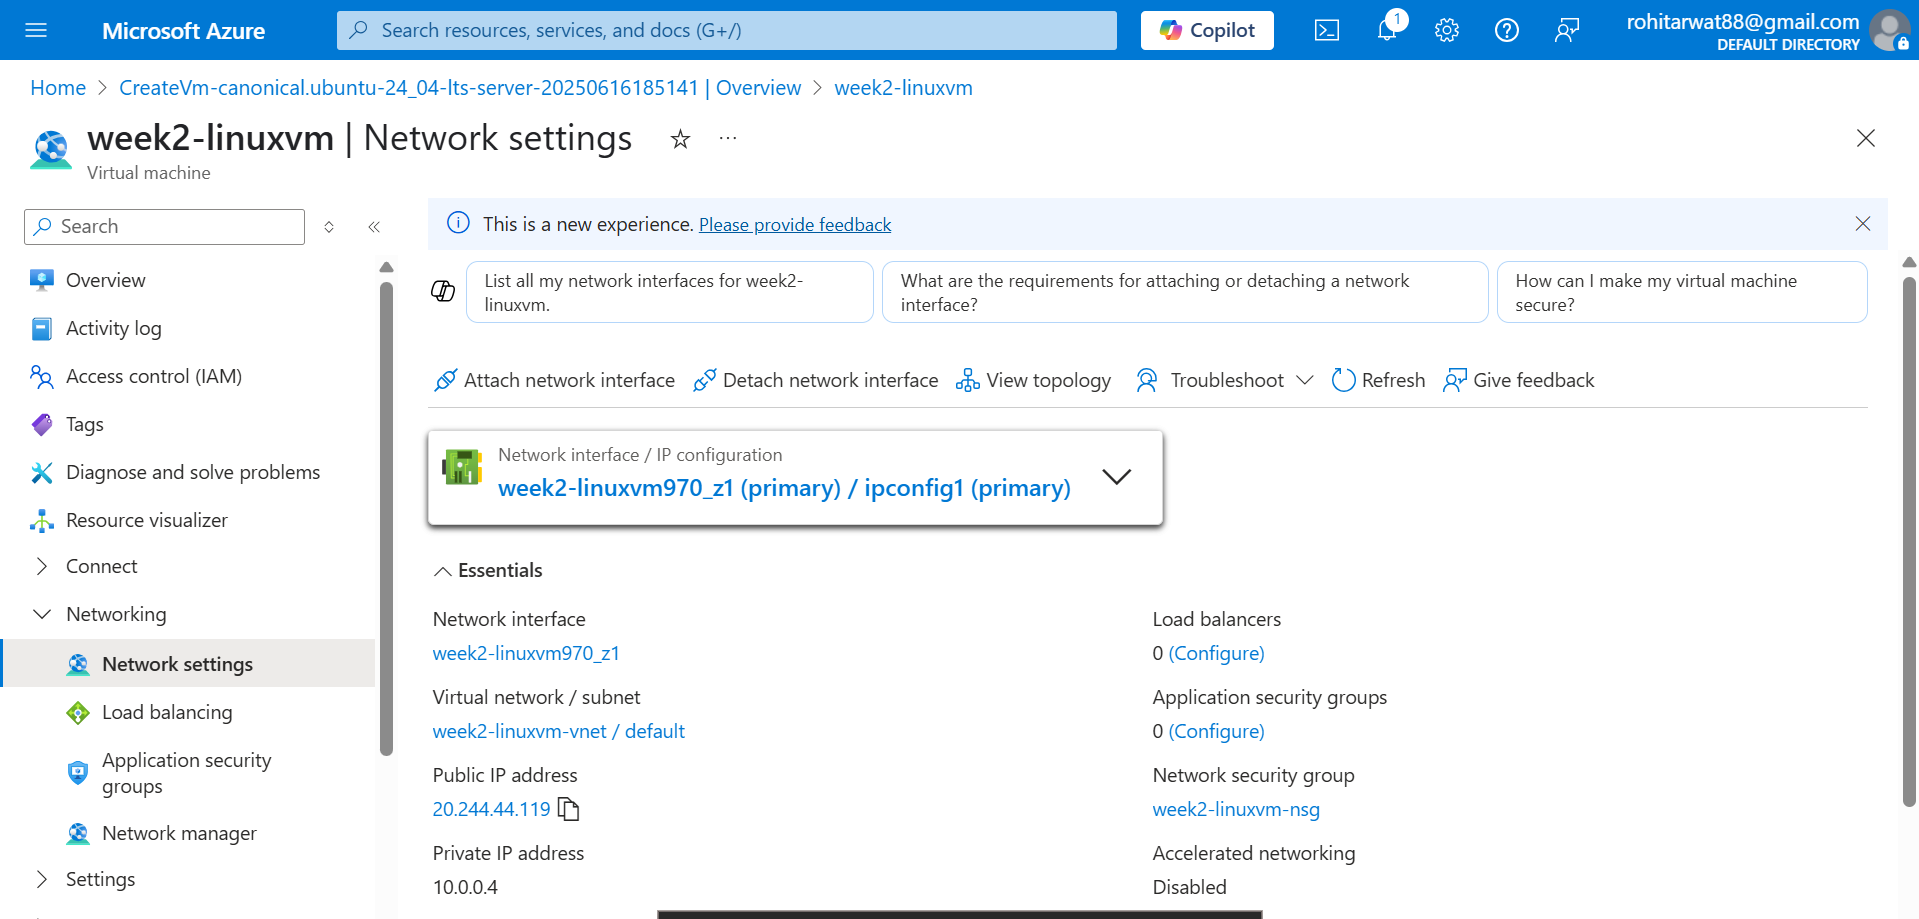 Microsoft Azure
Search resources, services, and docs (G+/)
Copilot
1
rohitarwat88@gmail.com
DEFAULT DIRECTORY
Home > CreateVm-canonical.ubuntu-24_04-lts-server-20250616185141 | Overview > week2-linuxvm
week2-linuxvm | Network settings
Virtual machine
Search
Overview
Activity log
Access control (IAM)
Tags
Diagnose and solve problems
Resource visualizer
Connect
Networking
Network settings
Load balancing
Application security
groups
Network manager
Settings
This is a new experience. Please provide feedback
List all my network interfaces for week2-
linuxvm.
What are the requirements for attaching or detaching a network
interface?
How can I make my virtual machine
secure?
Attach network interface
Detach network interface
View topology
Troubleshoot
Refresh
Give feedback
Network interface / IP configuration
week2-linuxvm970_z1 (primary) / ipconfig1 (primary)
Essentials
Network interface
week2-linuxvm970_z1
Virtual network / subnet
week2-linuxvm-vnet / default
Public IP address
20.244.44.119
Private IP address
10.0.0.4
Load balancers
0 (Configure)
Application security groups
0 (Configure)
Network security group
week2-linuxvm-nsg
Accelerated networking
Disabled